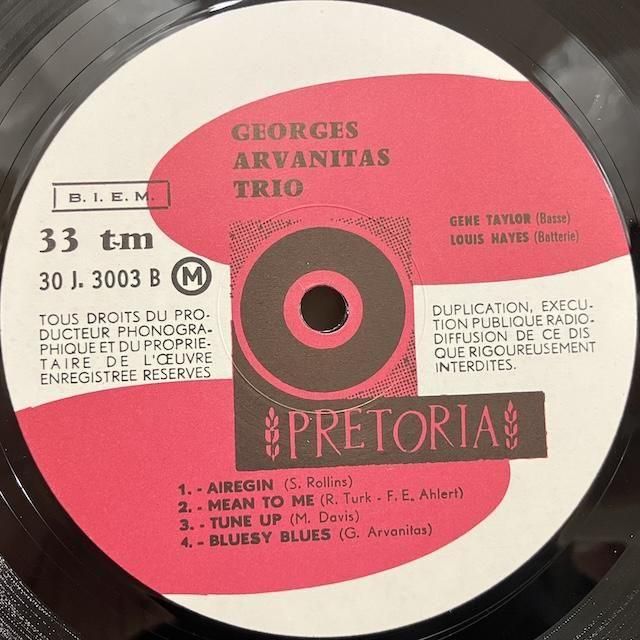 GEORGES
ARVANITAS
TRIO
B. I. E. M.
33 t-m
30 J. 3003 B M
GENE TAYLOR (Basse)
LOUIS HAYES (Batterie)
TOUS DROITS DU PRO-
DUCTEUR PHONOGRA-
PHIQUE ET DU PROPRIE-
TAIRE DE L'ŒUVRE
ENREGISTREE RESERVES
DUPLICATION, EXECU-
TION PUBLIQUE RADIO-
DIFFUSION DE CE DIS
QUE RIGOUREUSEMENT
INTERDITES.
PRETORIA
1. - AIREGIN (S. Rollins)
2. - MEAN TO ME (R. Turk - F. E. Ahlert)
3. - TUNE UP (M. Davis)
4. - BLUESY BLUES (G. Arvanitas)